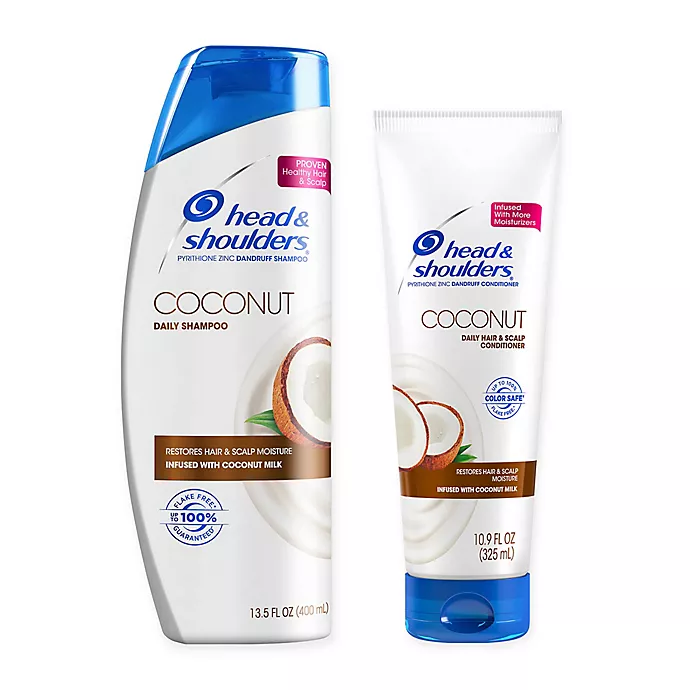 PROVEN
Healthy Hair
& Scalp
head &
shoulders®
PYRITHIONE ZINC DANDRUFF SHAMPOO
COCONUT
DAILY SHAMPOO
RESTORES HAIR & SCALP MOISTURE
INFUSED WITH COCONUT MILK
FLAKE FREE*
UP TO 100%
GUARANTEED
13.5 FL OZ (400 mL)
Infused
With More
Moisturizers
head &
shoulders®
PYRITHIONE ZINC DANDRUFF CONDITIONER
COCONUT
DAILY HAIR & SCALP
CONDITIONER
UP TO 100%
COLOR SAFE*
FLAKE FREE*
RESTORES HAIR & SCALP
MOISTURE
INFUSED WITH COCONUT MILK
10.9 FL OZ
(325 mL)